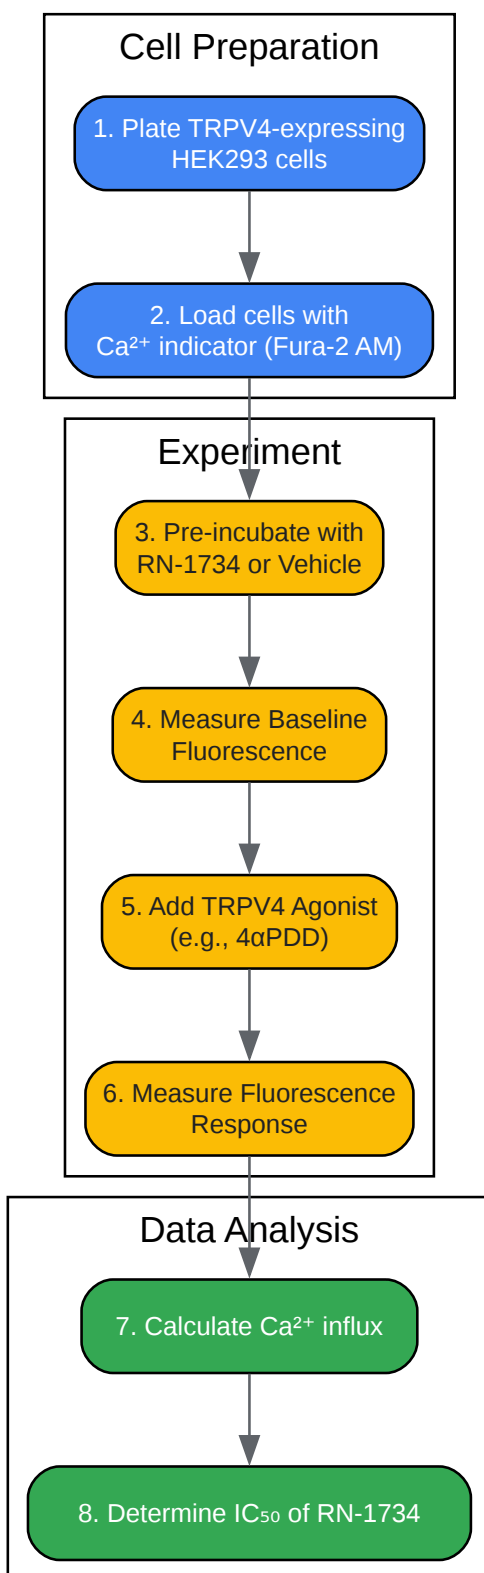 Cell Preparation
1. Plate TRPV4-expressing
HEK293 cells
2. Load cells with
Ca²⁺ indicator (Fura-2 AM)
Experiment
3. Pre-incubate with
RN-1734 or Vehicle
4. Measure Baseline
Fluorescence
5. Add TRPV4 Agonist
(e.g., 4αPDD)
6. Measure Fluorescence
Response
Data Analysis
7. Calculate Ca²⁺ influx
8. Determine IC₅₀ of RN-1734